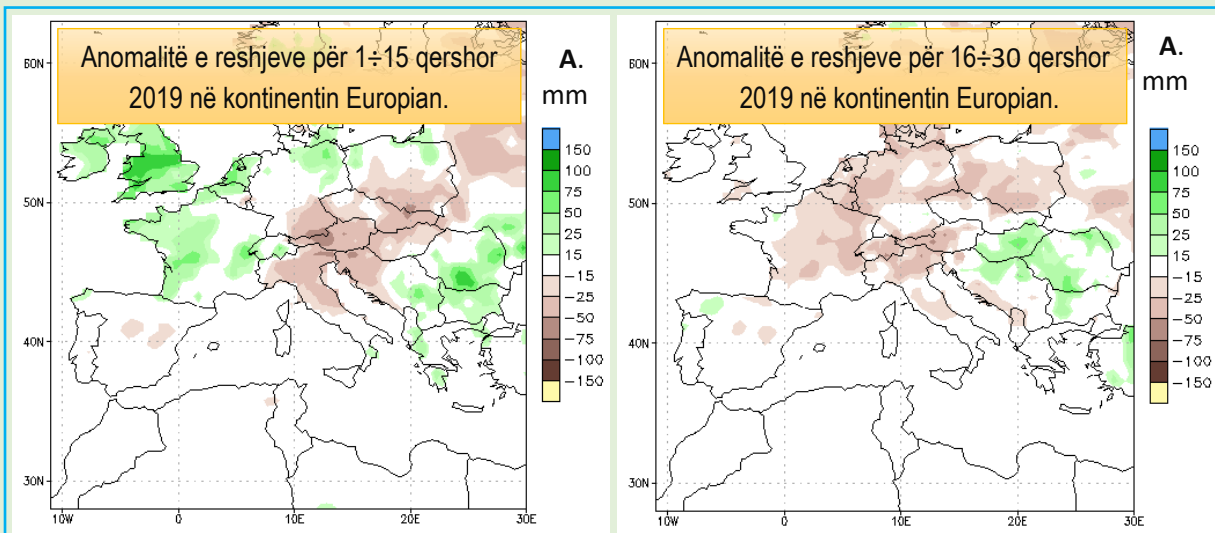 Anomalitë e reshjeve për 1÷15 qershor
2019 në kontinentin Europian.
A.
mm
60N
50N
40N
30N
10W
0
10E
20E
30E
150
100
75
50
25
15
−15
−25
−50
−75
−100
−150
Anomalitë e reshjeve për 16÷30 qershor
2019 në kontinentin Europian.
A.
mm
60N
50N
40N
30N
10W
0
10E
20E
30E
150
100
75
50
25
15
−15
−25
−50
−75
−100
−150